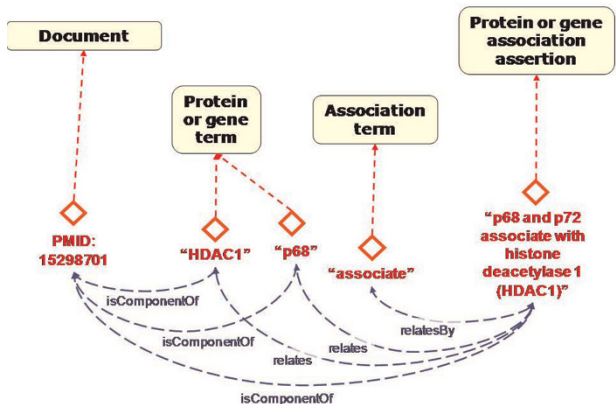 Document
Protein
or gene
term
Association
term
Protein or gene
association
assertion
PMID:
15298701
"HDAC1"
"p68"
"associate"
"p68 and p72
associate with
histone
deacetylase 1
(HDAC1)"
isComponentOf
isComponentOf
relates
relates
relatesBy
isComponentOf